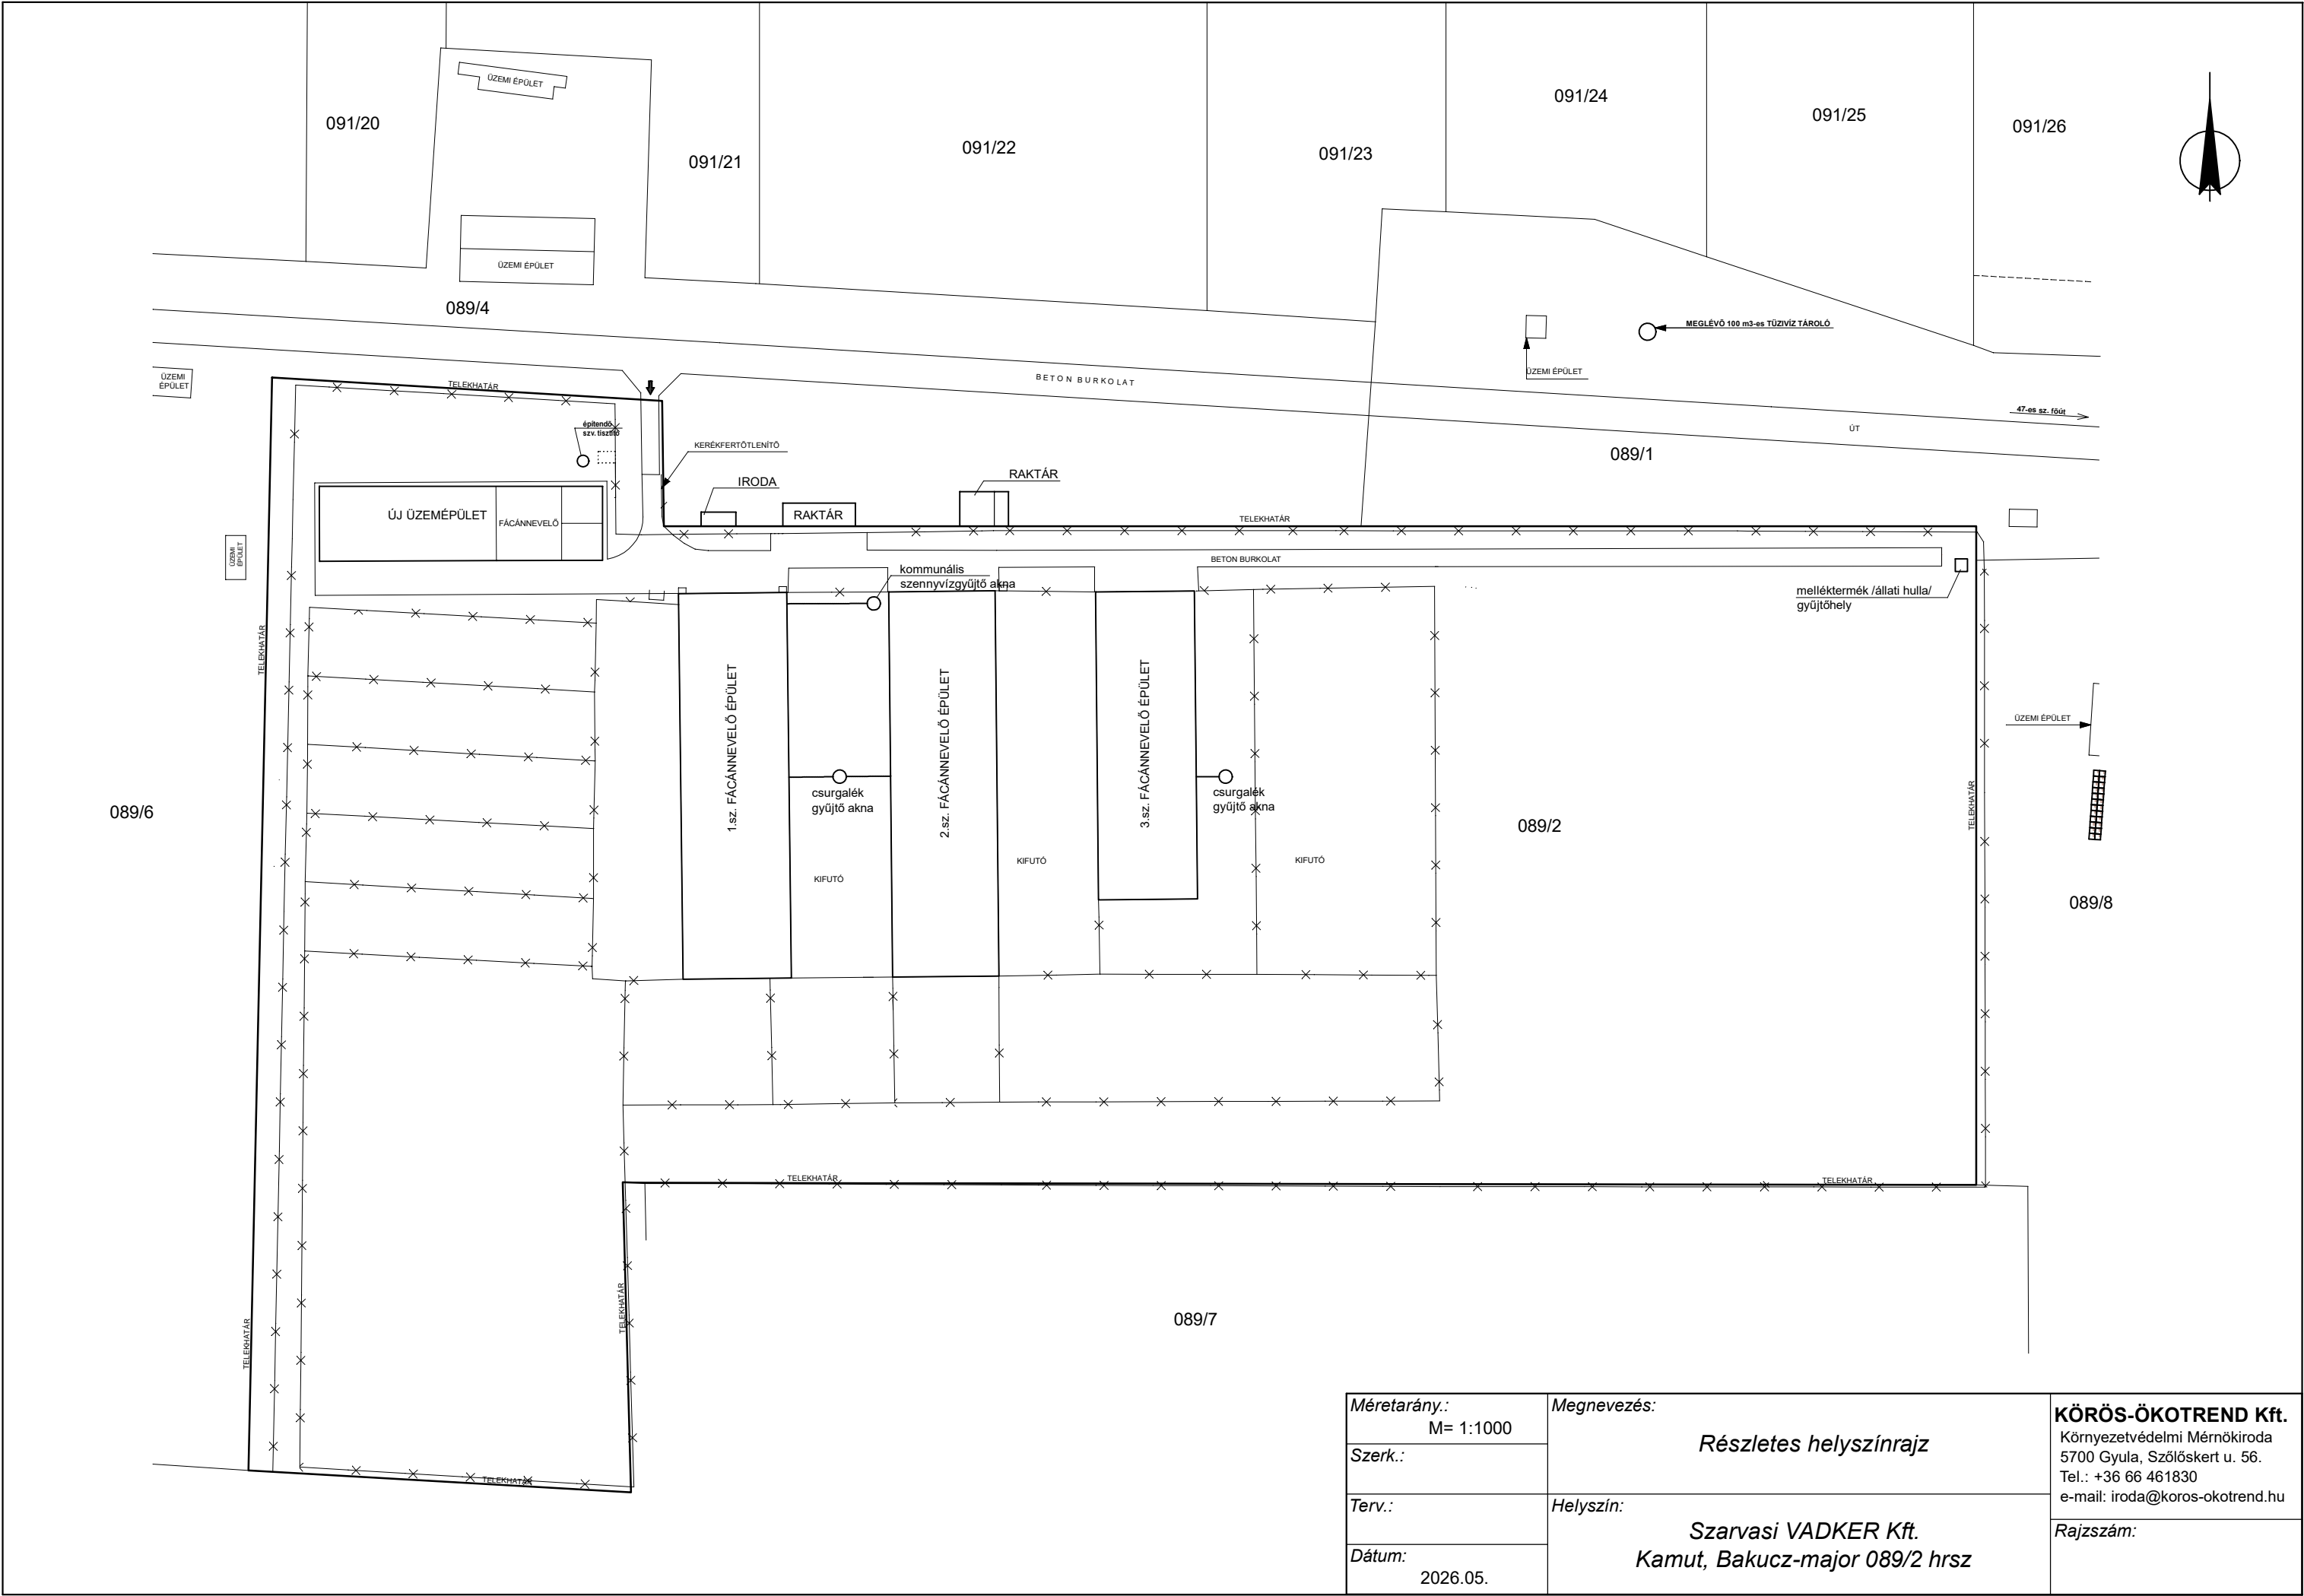 ÜZEMI ÉPÜLET
091/20
091/21
091/22
091/23
091/24
091/25
091/26
ÜZEMI ÉPÜLET
089/4
MEGLÉVŐ 100 m3-es TÜZIVÍZ TÁROLÓ
ÜZEMI ÉPÜLET
ÜZEMI
ÉPÜLET
TELEKHATÁR
BETON BURKOLAT
47-es sz. főút
ÚT
építendő
szv. tisztító
KERÉKFERTŐTLENÍTŐ
089/1
IRODA
RAKTÁR
RAKTÁR
ÚJ ÜZEMÉPÜLET
FÁCÁNNEVELŐ
TELEKHATÁR
ÜZEMI
ÉPÜLET
BETON BURKOLAT
kommunális
szennyvízgyűjtő akna
melléktermék /állati hulla/
gyűjtőhely
TELEKHATÁR
1.sz. FÁCÁNNEVELŐ ÉPÜLET
2.sz. FÁCÁNNEVELŐ ÉPÜLET
3.sz. FÁCÁNNEVELŐ ÉPÜLET
ÜZEMI ÉPÜLET
csurgalék
gyűjtő akna
csurgalék
gyűjtő akna
TELEKHATÁR
089/6
089/2
KIFUTÓ
KIFUTÓ
KIFUTÓ
089/8
TELEKHATÁR
TELEKHATÁR
TELEKHATÁR
TELEKHATÁR
089/7
TELEKHATÁR
Méretarány.:
M= 1:1000
Szerk.:
Terv.:
Dátum:
2026.05.
Megnevezés:
Részletes helyszínrajz
Helyszín:
Szarvasi VADKER Kft.
Kamut, Bakucz-major 089/2 hrsz
KÖRÖS-ÖKOTREND Kft.
Környezetvédelmi Mérnökiroda
5700 Gyula, Szőlőskert u. 56.
Tel.: +36 66 461830
e-mail: iroda@koros-okotrend.hu
Rajzszám: